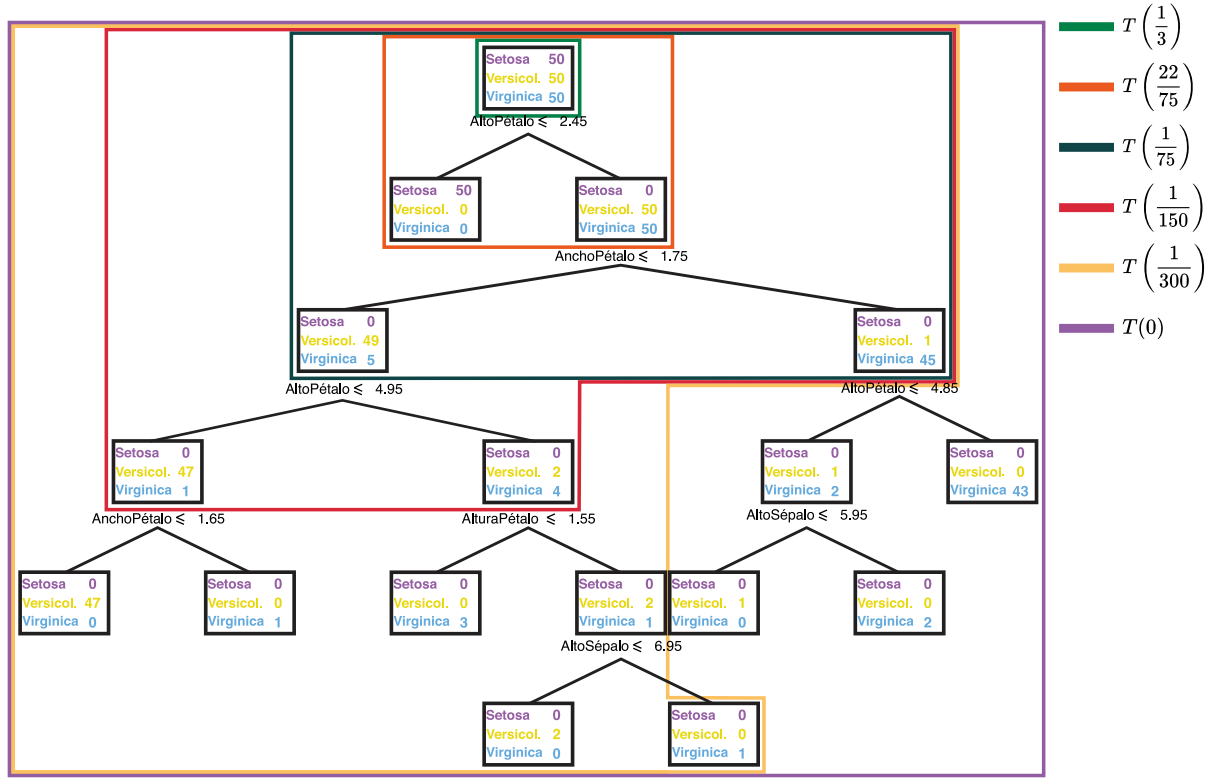 Setosa 50
Versicol. 50
Virginica 50
AltoPétalo ⩽ 2.45
Setosa 50
Versicol. 0
Virginica 0
Setosa 0
Versicol. 50
Virginica 50
AnchoPétalo ⩽ 1.75
Setosa 0
Versicol. 49
Virginica 5
Setosa 0
Versicol. 1
Virginica 45
AltoPétalo ⩽ 4.95
AltoPétalo ⩽ 4.85
Setosa 0
Versicol. 47
Virginica 1
Setosa 0
Versicol. 2
Virginica 4
Setosa 0
Versicol. 1
Virginica 2
Setosa 0
Versicol. 0
Virginica 43
AnchoPétalo ⩽ 1.65
AlturaPétalo ⩽ 1.55
AltoSépalo ⩽ 5.95
Setosa 0
Versicol. 47
Virginica 0
Setosa 0
Versicol. 0
Virginica 1
Setosa 0
Versicol. 0
Virginica 3
Setosa 0
Versicol. 2
Virginica 1
Setosa 0
Versicol. 1
Virginica 0
Setosa 0
Versicol. 0
Virginica 2
AltoSépalo ⩽ 6.95
Setosa 0
Versicol. 2
Virginica 0
Setosa 0
Versicol. 0
Virginica 1
T(1/3)
T(22/75)
T(1/75)
T(1/150)
T(1/300)
T(0)